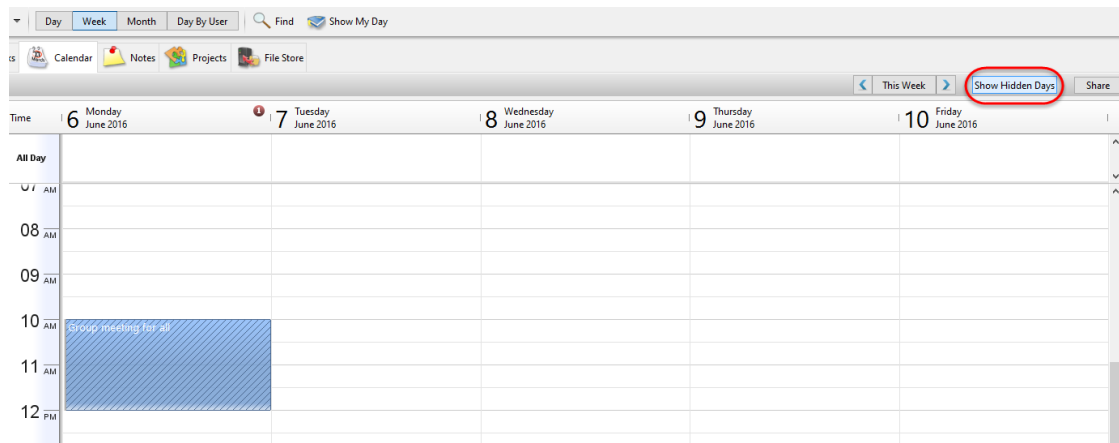 Day Week Month Day By User Find Show My Day
Calendar Notes Projects File Store
This Week Show Hidden Days Share
Time 6 Monday June 2016 1 7 Tuesday June 2016 8 Wednesday June 2016 9 Thursday June 2016 10 Friday June 2016
All Day
07 AM
08 AM
09 AM
10 AM Group meeting for all
11 AM
12 PM